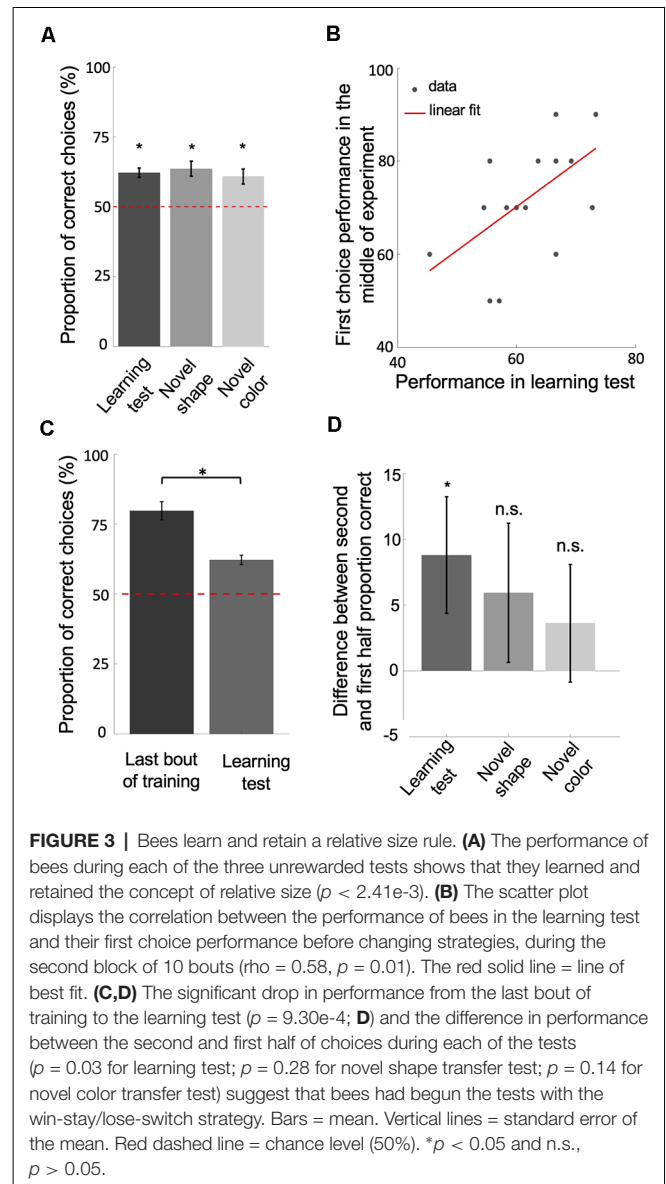 A
Proportion of correct choices (%)
100
75
50
25
0
*
*
*
Learning
test
Novel
shape
Novel
color
B
First choice performance in the
middle of experiment
100
80
60
40
data
linear fit
40
60
80
Performance in learning test
C
Proportion of correct choices (%)
100
75
50
25
0
*
Last bout
of training
Learning
test
D
Difference between second
and first half proportion correct
15
10
5
0
-5
*
n.s.
n.s.
Learning
test
Novel
shape
Novel
color
FIGURE 3 | Bees learn and retain a relative size rule. (A) The performance of
bees during each of the three unrewarded tests shows that they learned and
retained the concept of relative size (p < 2.41e-3). (B) The scatter plot
displays the correlation between the performance of bees in the learning test
and their first choice performance before changing strategies, during the
second block of 10 bouts (rho = 0.58, p = 0.01). The red solid line = line of
best fit. (C,D) The significant drop in performance from the last bout of
training to the learning test (p = 9.30e-4; D) and the difference in performance
between the second and first half of choices during each of the tests
(p = 0.03 for learning test; p = 0.28 for novel shape transfer test; p = 0.14 for
novel color transfer test) suggest that bees had begun the tests with the
win-stay/lose-switch strategy. Bars = mean. Vertical lines = standard error of
the mean. Red dashed line = chance level (50%). *p < 0.05 and n.s.,
p > 0.05.